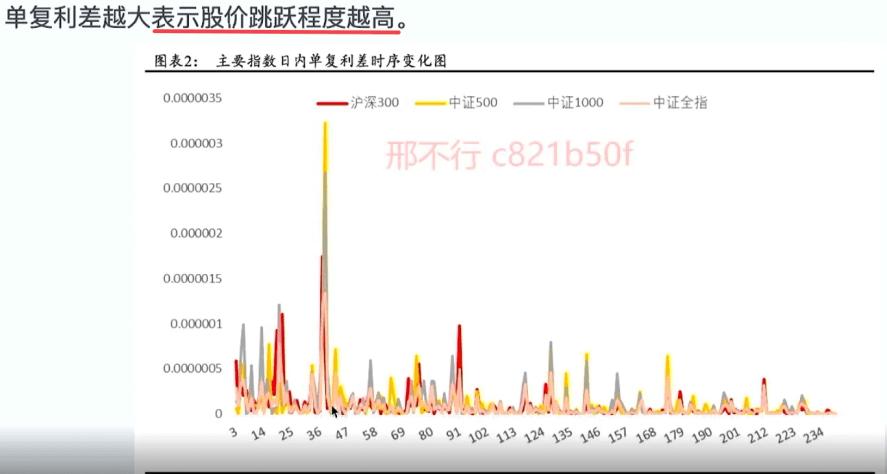 单复利差越大表示股价跳跃程度越高。
图表2： 主要指数日内单复利差时序变化图
0.0000035
沪深300 中证500 中证1000 中证全指
0.000003
邢不行 c821b50f
0.0000025
0.000002
0.0000015
0.000001
0.0000005
0
3 14 25 36 47 58 69 80 91 102 113 124 135 146 157 168 179 190 201 212 223 234